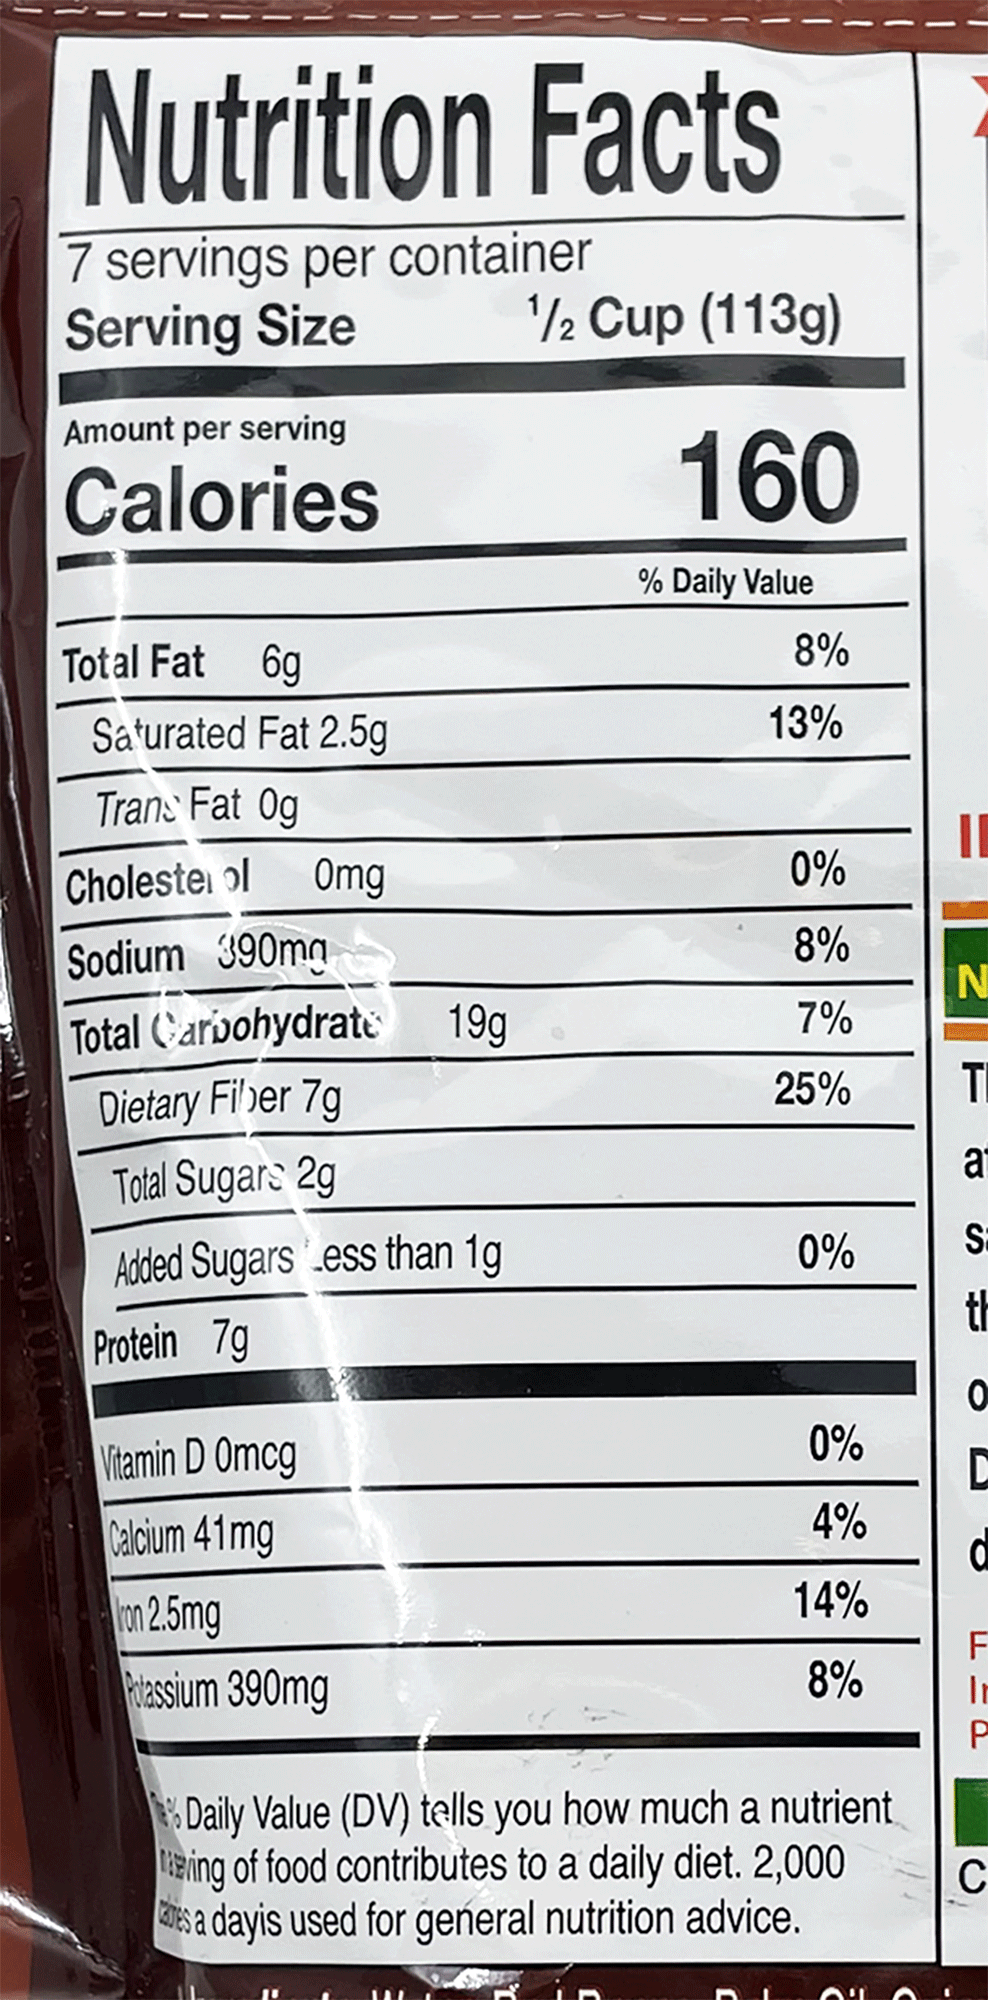 Nutrition Facts
7 servings per container
Serving Size ½ Cup (113g)
Amount per serving
Calories 160
% Daily Value
Total Fat 6g 8%
Saturated Fat 2.5g 13%
Trans Fat 0g
Cholesterol 0mg 0%
Sodium 390mg 8%
Total Carbohydrate 19g 7%
Dietary Fiber 7g 25%
Total Sugars 2g
Added Sugars Less than 1g 0%
Protein 7g
Vitamin D 0mcg 0%
Calcium 41mg 4%
Iron 2.5mg 14%
Potassium 390mg 8%
% Daily Value (DV) tells you how much a nutrient
of food contributes to a daily diet. 2,000
a dayis used for general nutrition advice.